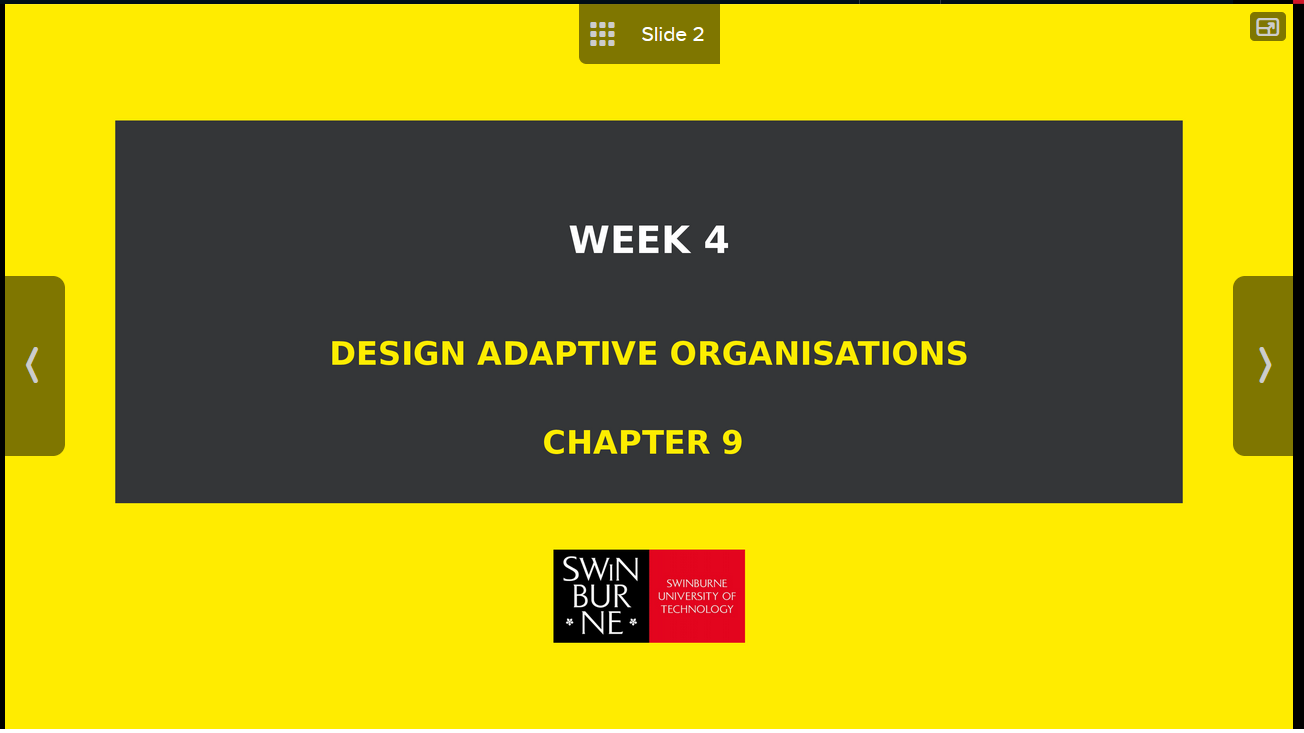 Slide 2
WEEK 4
DESIGN ADAPTIVE ORGANISATIONS
CHAPTER 9
SWiN
BUR
NE
SWINBURNE
UNIVERSITY OF
TECHNOLOGY